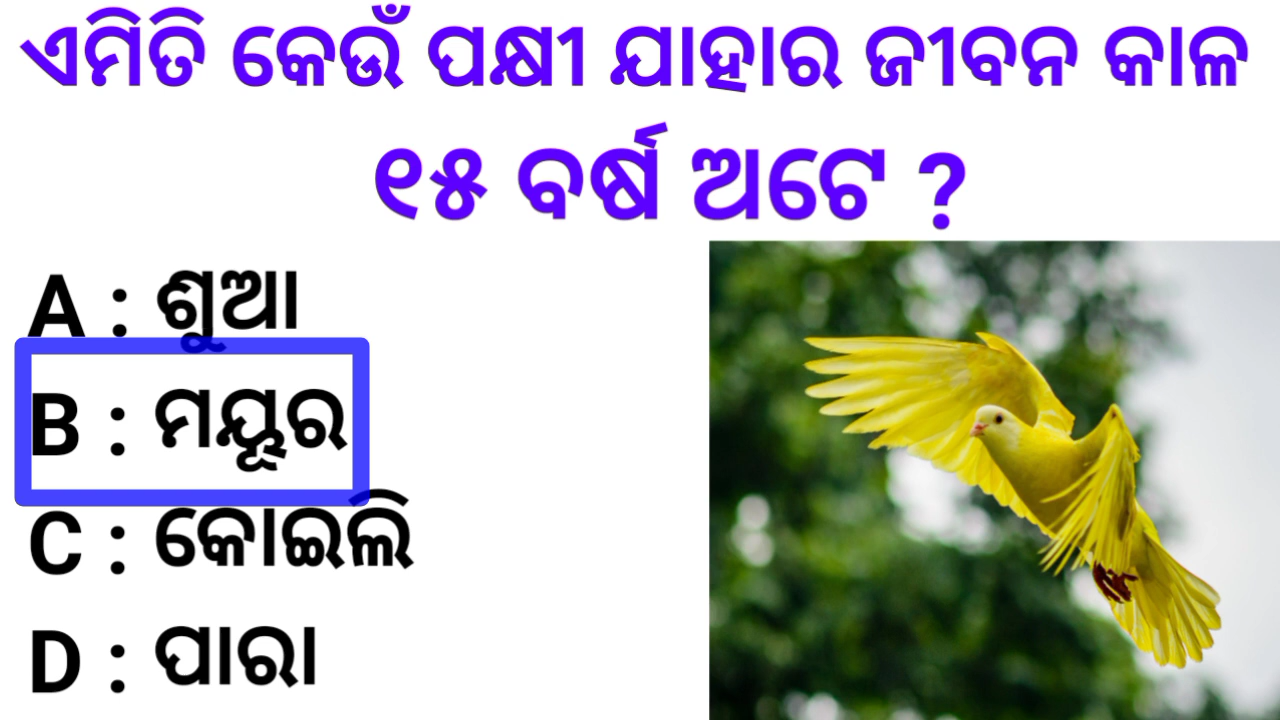 ଏମିତି କେଉଁ ପକ୍ଷୀ ଯାହାର ଜୀବନ କାଳ
୧୫ ବର୍ଷ ଅଟେ ?
A : ଶୁଆ
B : ମୟୂର
C : କୋଇଲି
D : ପାରା